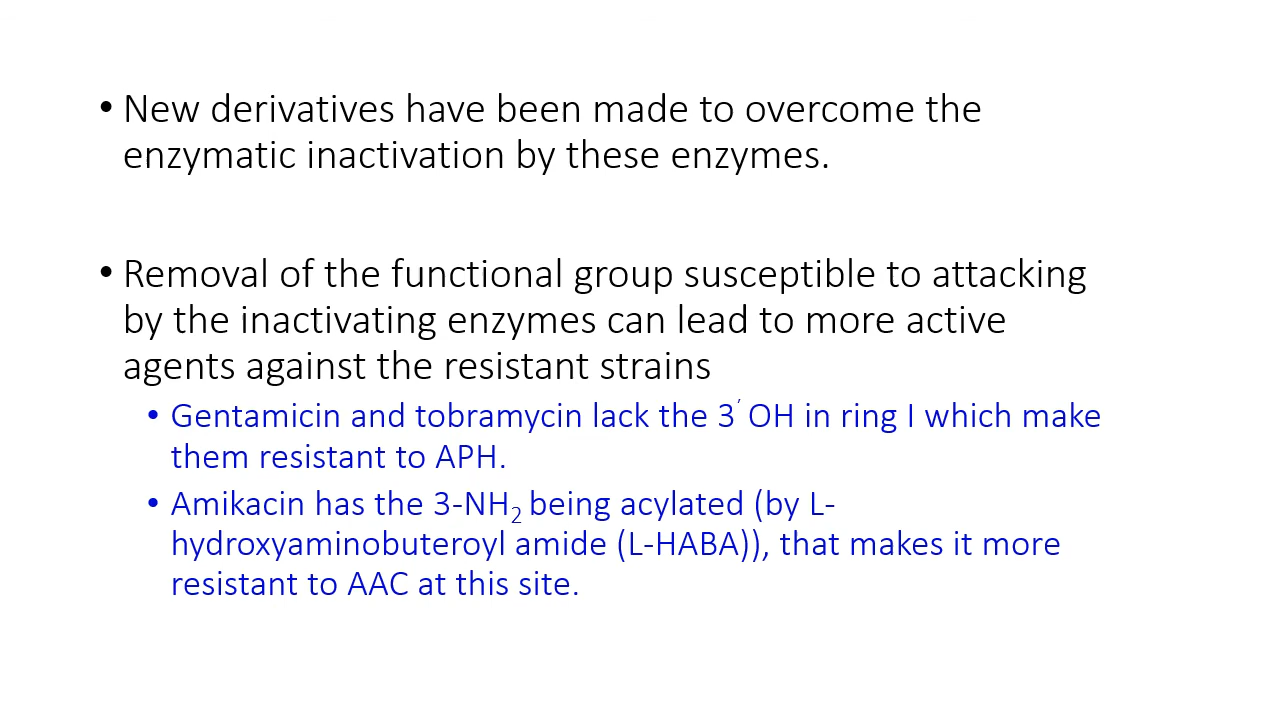 • New derivatives have been made to overcome the
enzymatic inactivation by these enzymes.
• Removal of the functional group susceptible to attacking
by the inactivating enzymes can lead to more active
agents against the resistant strains
• Gentamicin and tobramycin lack the 3′ OH in ring I which make
them resistant to APH.
• Amikacin has the 3-NH₂ being acylated (by L-
hydroxyaminobuteroyl amide (L-HABA)), that makes it more
resistant to AAC at this site.